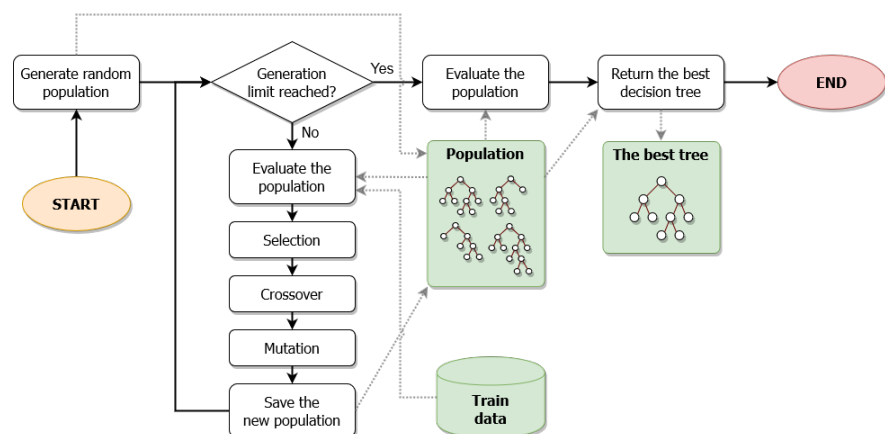 Generate random
population
Generation
limit reached?
Yes
Evaluate the
population
Return the best
decision tree
END
No
START
Evaluate the
population
Population
The best tree
Selection
Crossover
Mutation
Save the
new population
Train
data